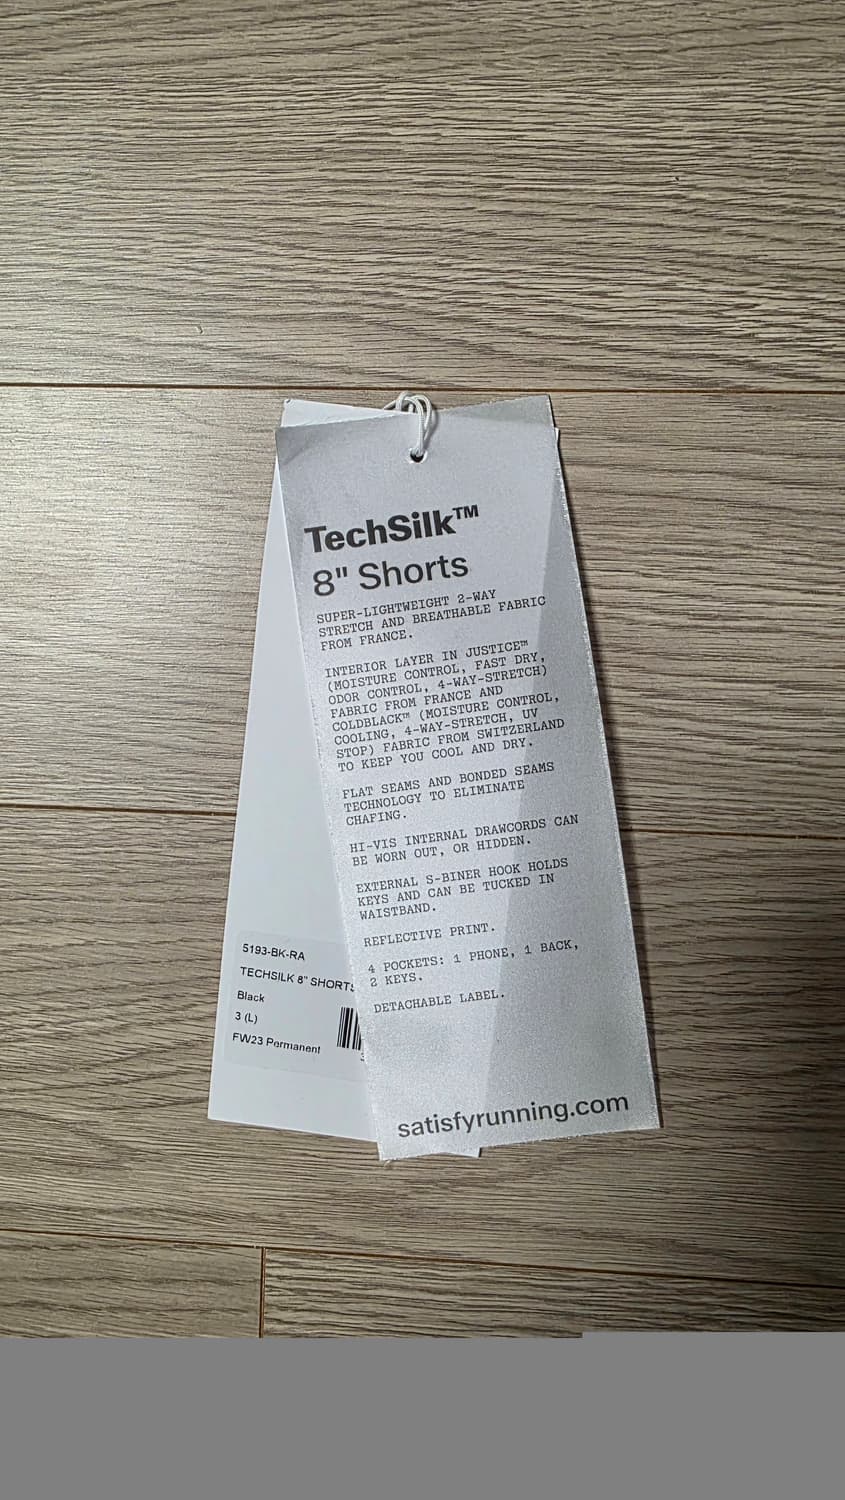 TechSilk™
8" Shorts
SUPER-LIGHTWEIGHT 2-WAY
STRETCH AND BREATHABLE FABRIC
FROM FRANCE.
INTERIOR LAYER IN JUSTICE™
(MOISTURE CONTROL, FAST DRY,
ODOR CONTROL, 4-WAY-STRETCH)
FABRIC FROM FRANCE AND
COLDBLACK™ (MOISTURE CONTROL,
COOLING, 4-WAY-STRETCH, UV
STOP) FABRIC FROM SWITZERLAND
TO KEEP YOU COOL AND DRY.
FLAT SEAMS AND BONDED SEAMS
TECHNOLOGY TO ELIMINATE
CHAFING.
HI-VIS INTERNAL DRAWCORDS CAN
BE WORN OUT, OR HIDDEN.
EXTERNAL S-BINER HOOK HOLDS
KEYS AND CAN BE TUCKED IN
WAISTBAND.
REFLECTIVE PRINT.
4 POCKETS: 1 PHONE, 1 BACK,
2 KEYS.
DETACHABLE LABEL.
satisfyrunning.com
5193-BK-RA
TECHSILK 8" SHORTS
Black
3 (L)
FW23 Permanent